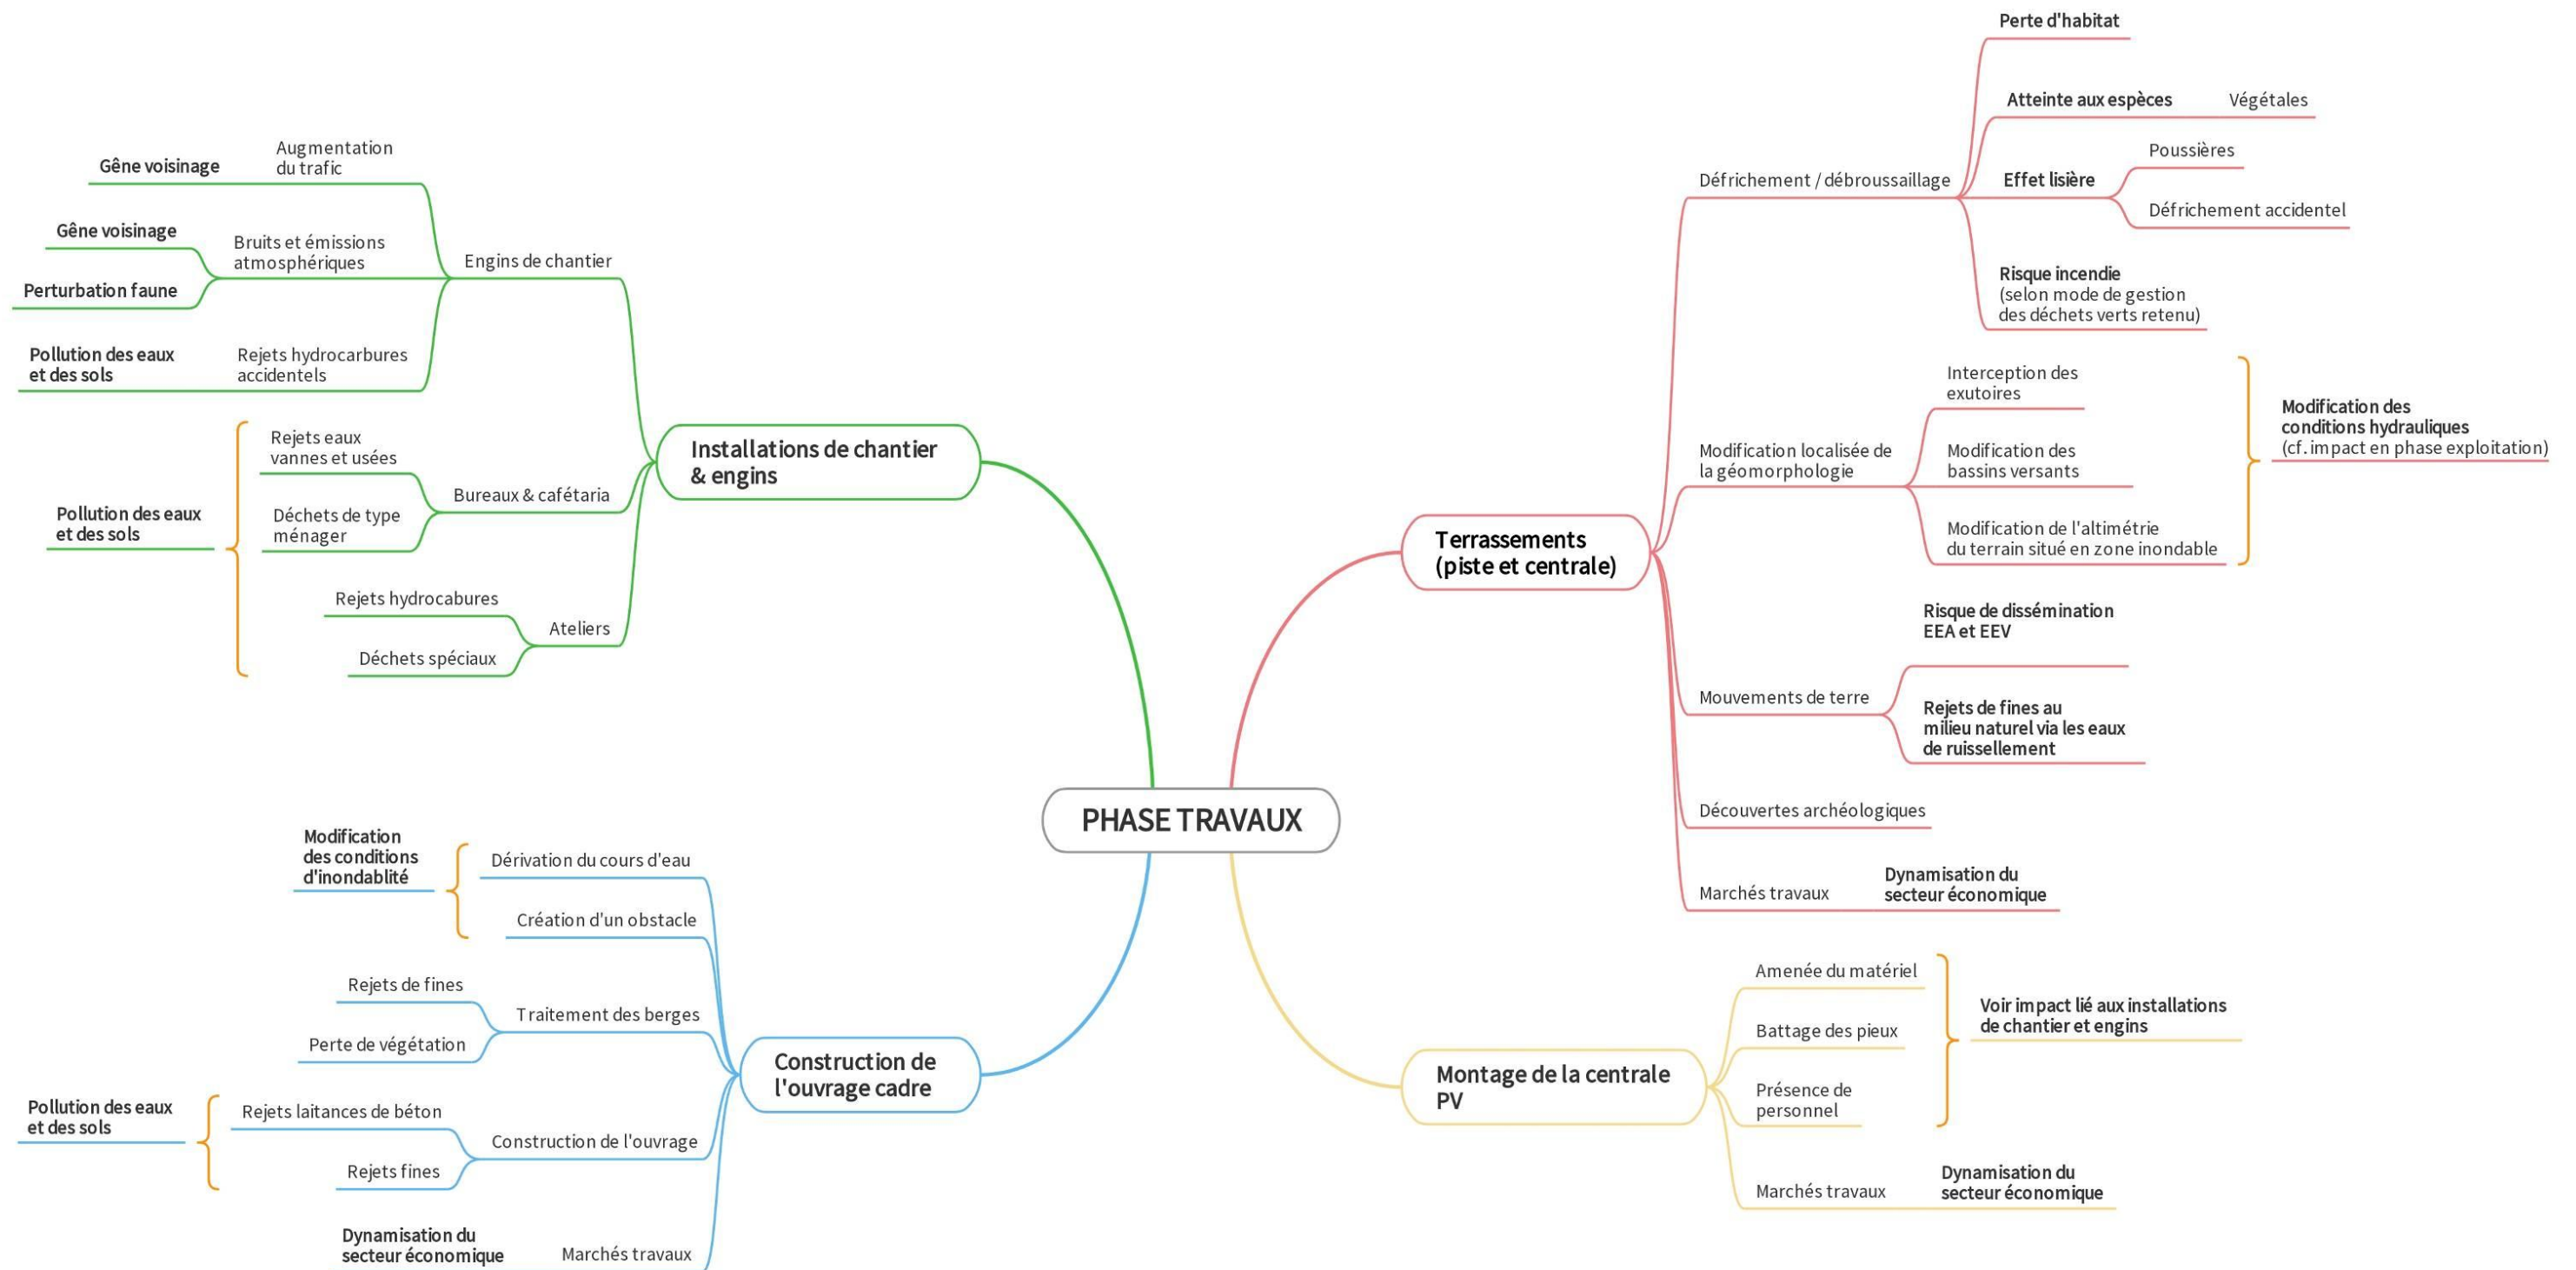 PHASE TRAVAUX
Installations de chantier
& engins
Engins de chantier
Augmentation
du trafic
Gêne voisinage
Bruits et émissions
atmosphériques
Gêne voisinage
Perturbation faune
Rejets hydrocarbures
accidentels
Pollution des eaux
et des sols
Bureaux & cafétaria
Rejets eaux
vannes et usées
Déchets de type
ménager
Ateliers
Rejets hydrocabures
Déchets spéciaux
Pollution des eaux
et des sols
Construction de
l'ouvrage cadre
Dérivation du cours d'eau
Création d'un obstacle
Modification
des conditions
d'inondablité
Traitement des berges
Rejets de fines
Perte de végétation
Construction de l'ouvrage
Rejets laitances de béton
Rejets fines
Pollution des eaux
et des sols
Marchés travaux
Dynamisation du
secteur économique
Terrassements
(piste et centrale)
Défrichement / débroussaillage
Perte d'habitat
Atteinte aux espèces
Végétales
Effet lisière
Poussières
Défrichement accidentel
Risque incendie
(selon mode de gestion
des déchets verts retenu)
Modification localisée de
la géomorphologie
Interception des
exutoires
Modification des
bassins versants
Modification de l'altimétrie
du terrain situé en zone inondable
Modification des
conditions hydrauliques
(cf. impact en phase exploitation)
Mouvements de terre
Risque de dissémination
EEA et EEV
Rejets de fines au
milieu naturel via les eaux
de ruissellement
Découvertes archéologiques
Marchés travaux
Dynamisation du
secteur économique
Montage de la centrale
PV
Amenée du matériel
Battage des pieux
Présence de
personnel
Voir impact lié aux installations
de chantier et engins
Marchés travaux
Dynamisation du
secteur économique